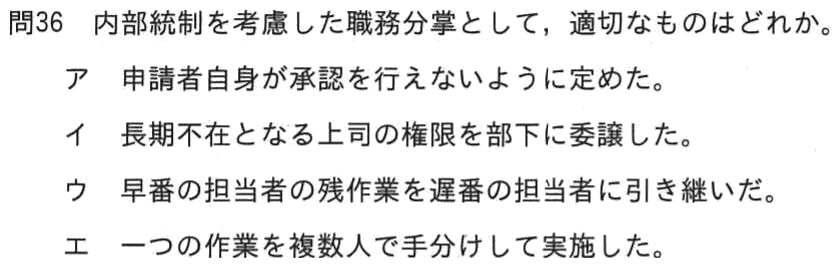 問36 内部統制を考慮した職務分掌として，適切なものはどれか。
ア 申請者自身が承認を行えないように定めた。
イ 長期不在となる上司の権限を部下に委譲した。
ウ 早番の担当者の残作業を遅番の担当者に引き継いだ。
エ 一つの作業を複数人で手分けして実施した。